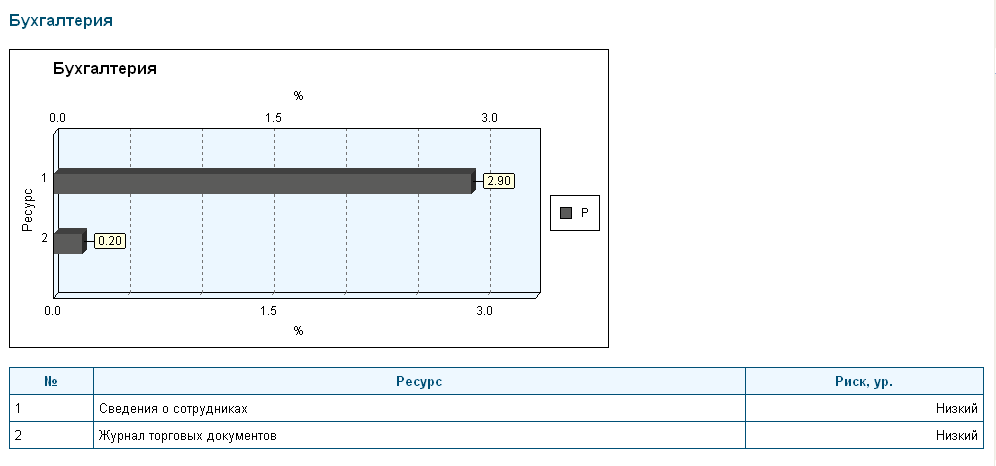 Бухгалтерия
Бухгалтерия
%
0.0 1.5 3.0
1 2.90
Ресурс
Р
2 0.20
0.0 1.5 3.0
%
№ Ресурс Риск, ур.
1 Сведения о сотрудниках Низкий
2 Журнал торговых документов Низкий